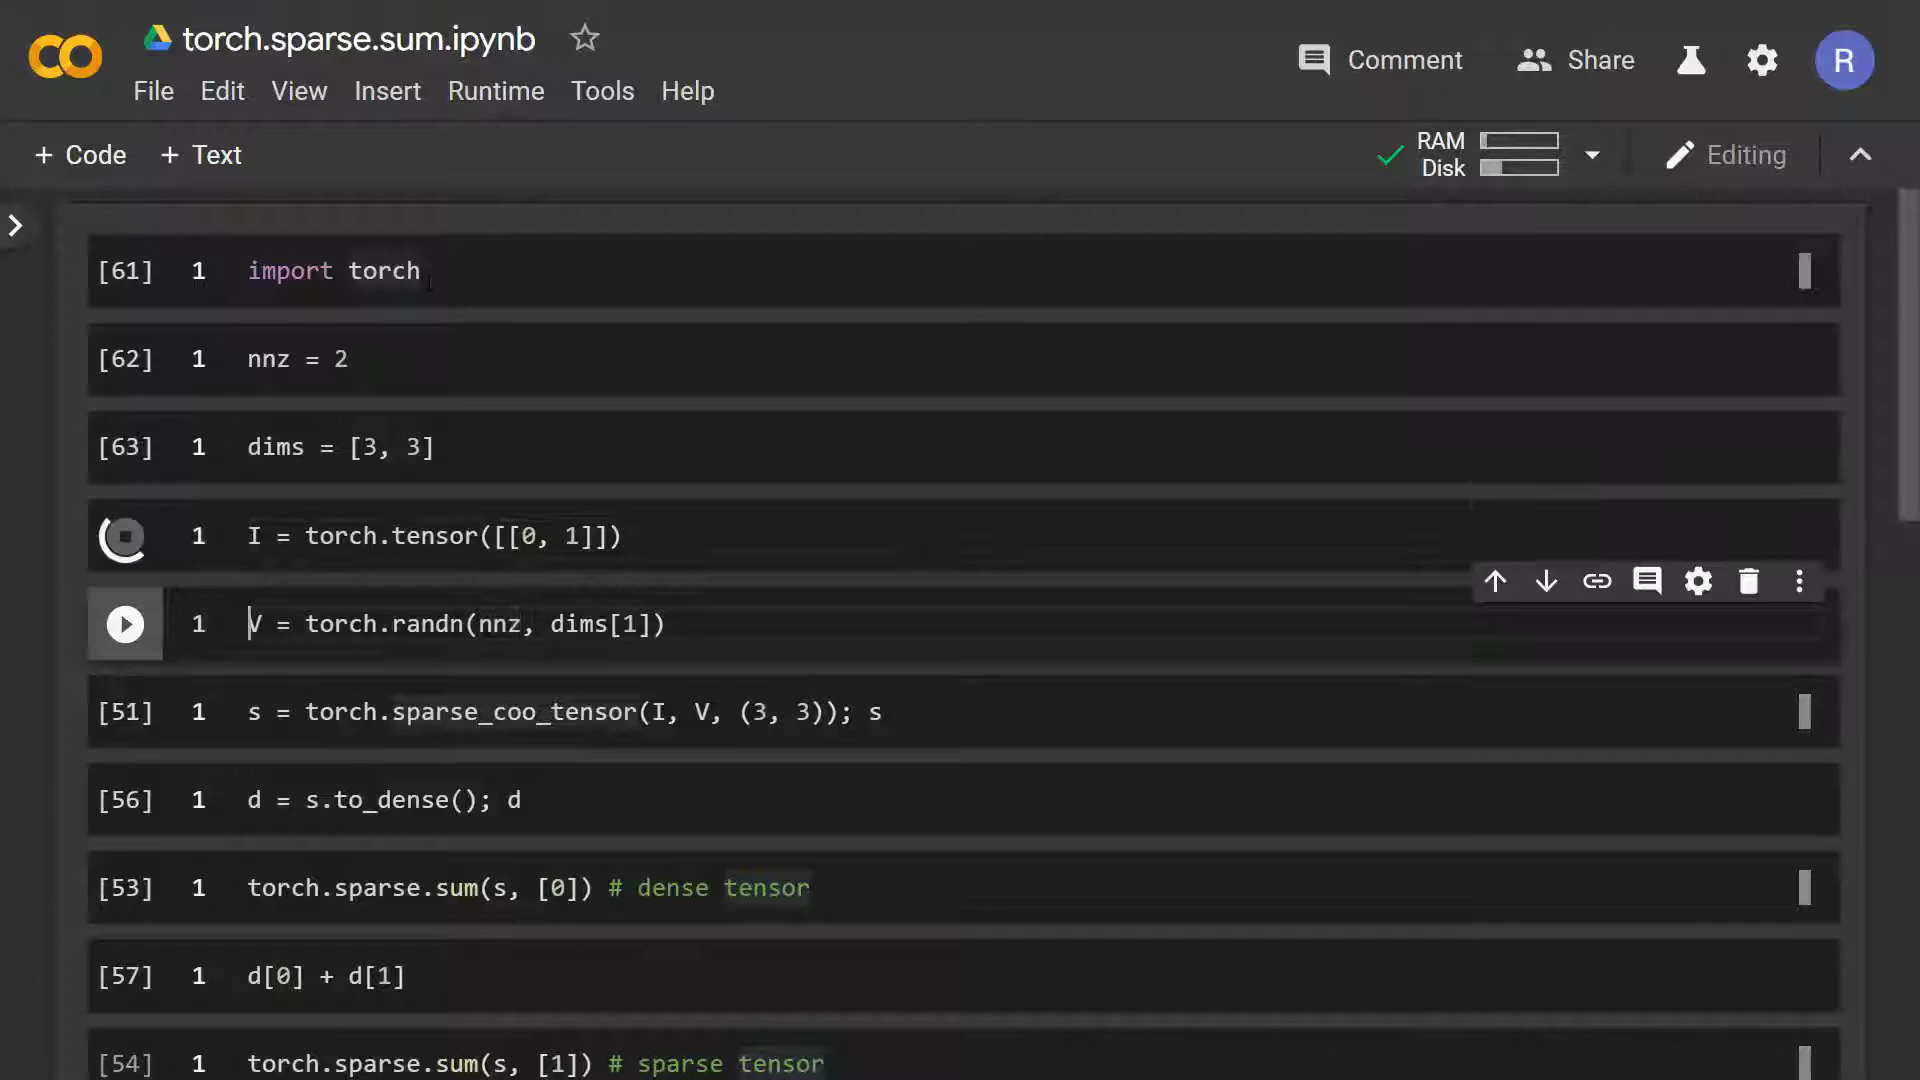 torch.sparse.sum.ipynb
File Edit View Insert Runtime Tools Help
Comment Share R
+ Code + Text
RAM
Disk
Editing
[61] 1 import torch
[62] 1 nnz = 2
[63] 1 dims = [3, 3]
1 I = torch.tensor([[0, 1]])
1 V = torch.randn(nnz, dims[1])
[51] 1 s = torch.sparse_coo_tensor(I, V, (3, 3)); s
[56] 1 d = s.to_dense(); d
[53] 1 torch.sparse.sum(s, [0]) # dense tensor
[57] 1 d[0] + d[1]
[54] 1 torch.sparse.sum(s, [1]) # sparse tensor